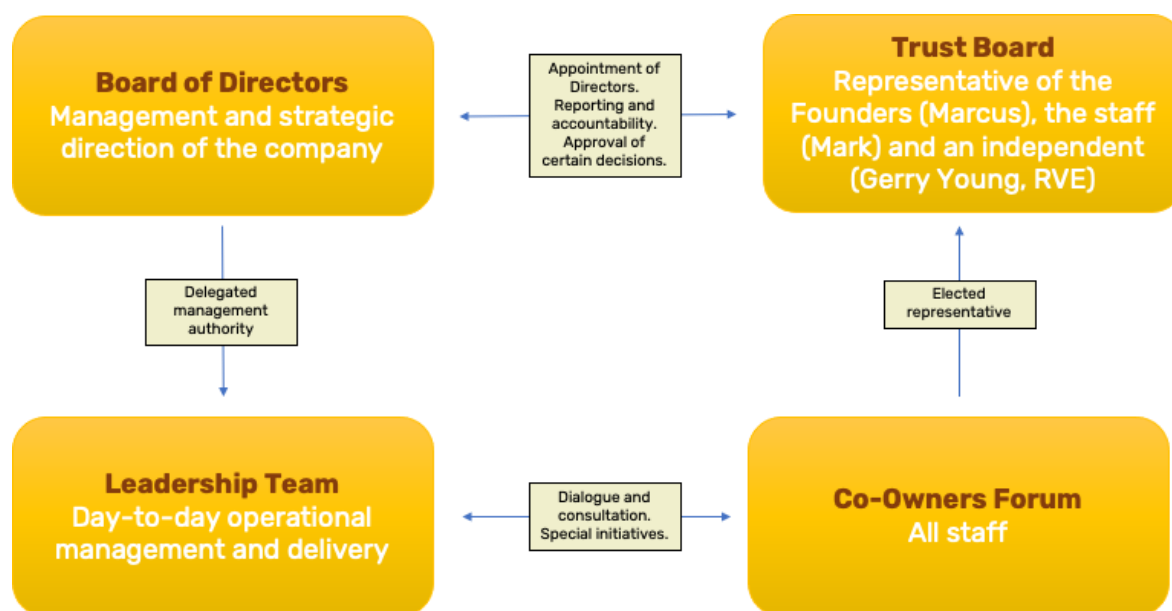 Board of Directors
Management and strategic
direction of the company
Appointment of
Directors.
Reporting and
accountability.
Approval of
certain decisions.
Trust Board
Representative of the
Founders (Marcus), the staff
(Mark) and an independent
(Gerry Young, RVE)
Delegated
management
authority
Elected
representative
Leadership Team
Day-to-day operational
management and delivery
Dialogue and
consultation.
Special initiatives.
Co-Owners Forum
All staff